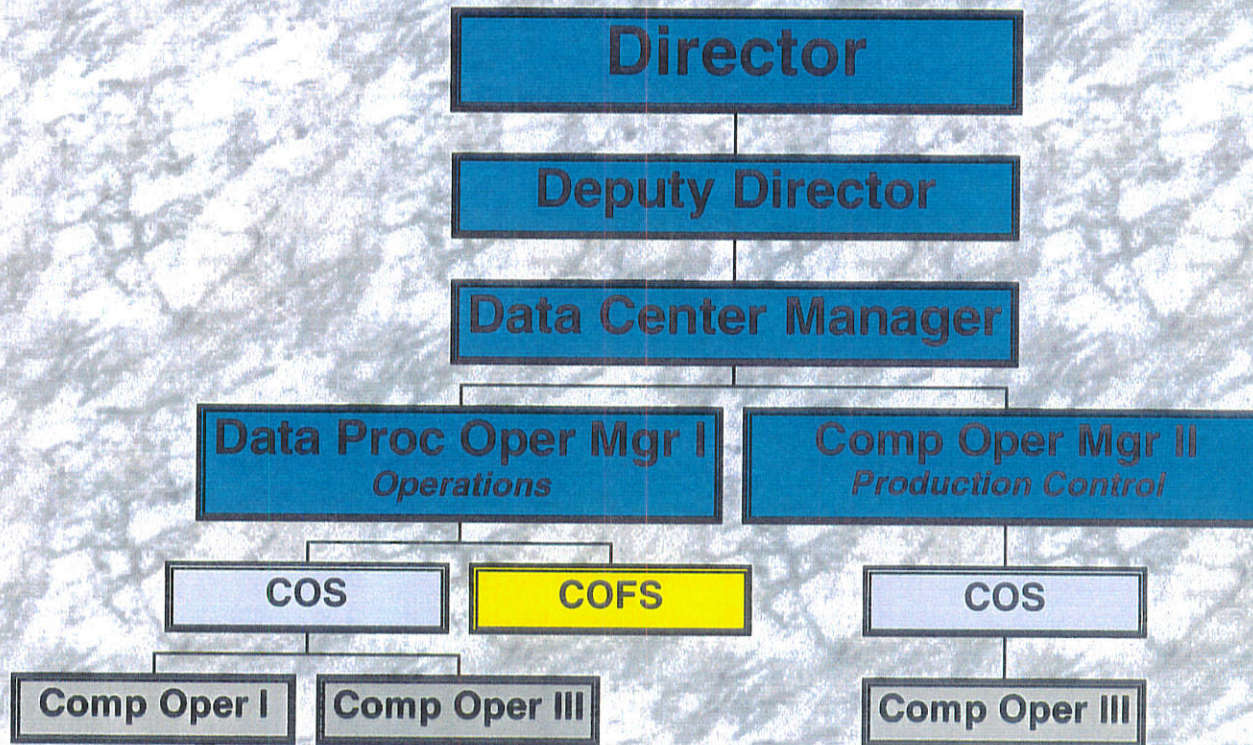 Director
Deputy Director
Data Center Manager
Data Proc Oper Mgr I
Operations
Comp Oper Mgr II
Production Control
COS
COFS
COS
Comp Oper I
Comp Oper III
Comp Oper III